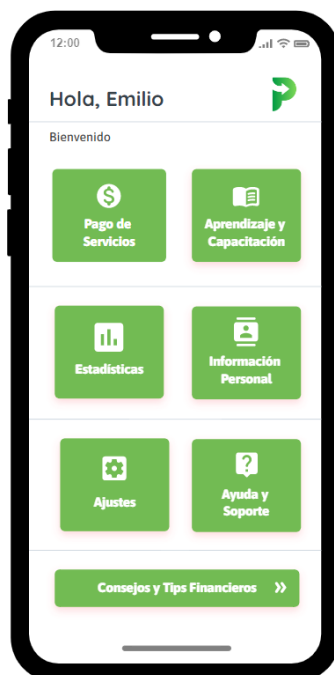 12:00
Hola, Emilio
Bienvenido
Pago de
Servicios
Aprendizaje y
Capacitación
Estadísticas
Información
Personal
Ajustes
Ayuda y
Soporte
Consejos y Tips Financieros »